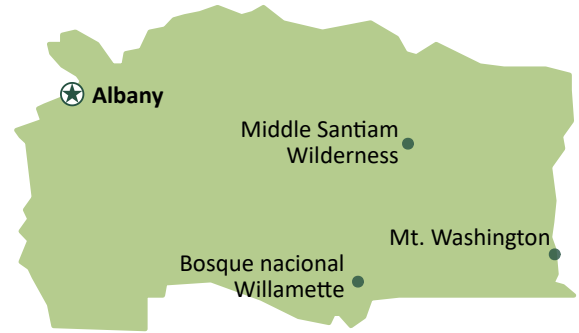 Albany
Middle Santiam
Wilderness
Mt. Washington
Bosque nacional
Willamette